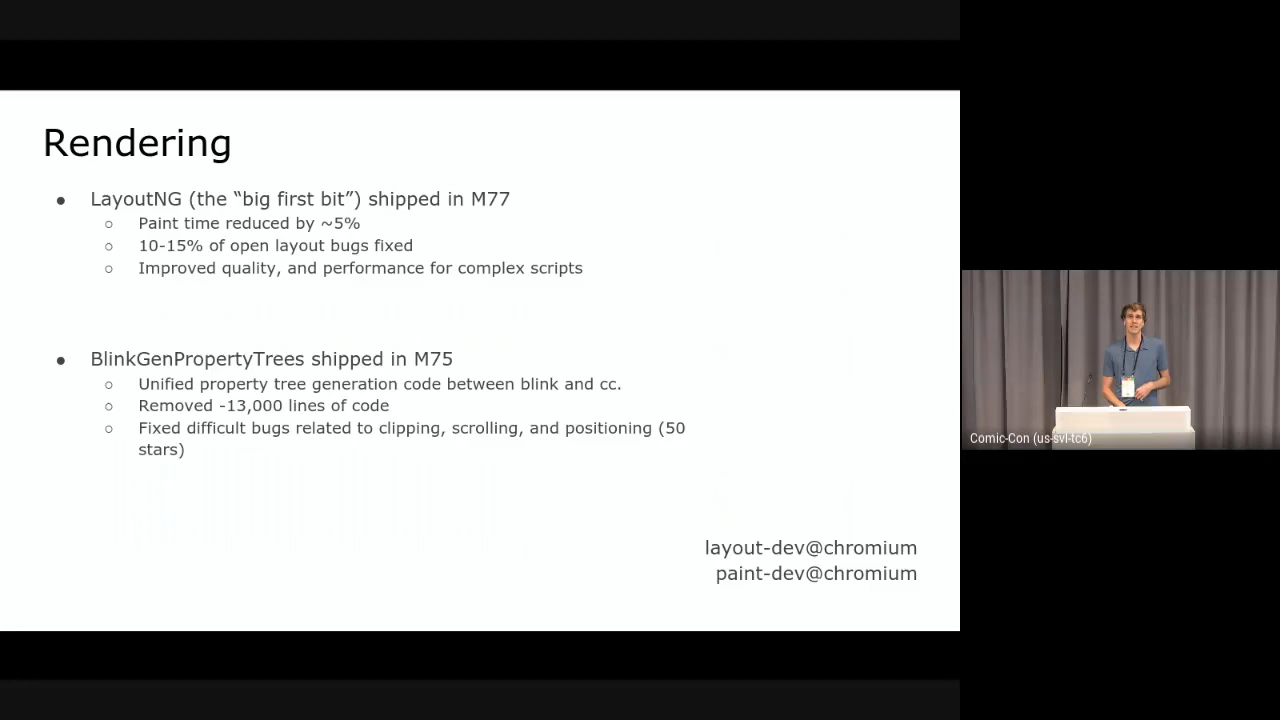 Rendering
● LayoutNG (the “big first bit”) shipped in M77
○ Paint time reduced by ~5%
○ 10-15% of open layout bugs fixed
○ Improved quality, and performance for complex scripts
● BlinkGenPropertyTrees shipped in M75
○ Unified property tree generation code between blink and cc.
○ Removed -13,000 lines of code
○ Fixed difficult bugs related to clipping, scrolling, and positioning (50
stars)
layout-dev@chromium
paint-dev@chromium
Comic-Con (us-svl-tc6)